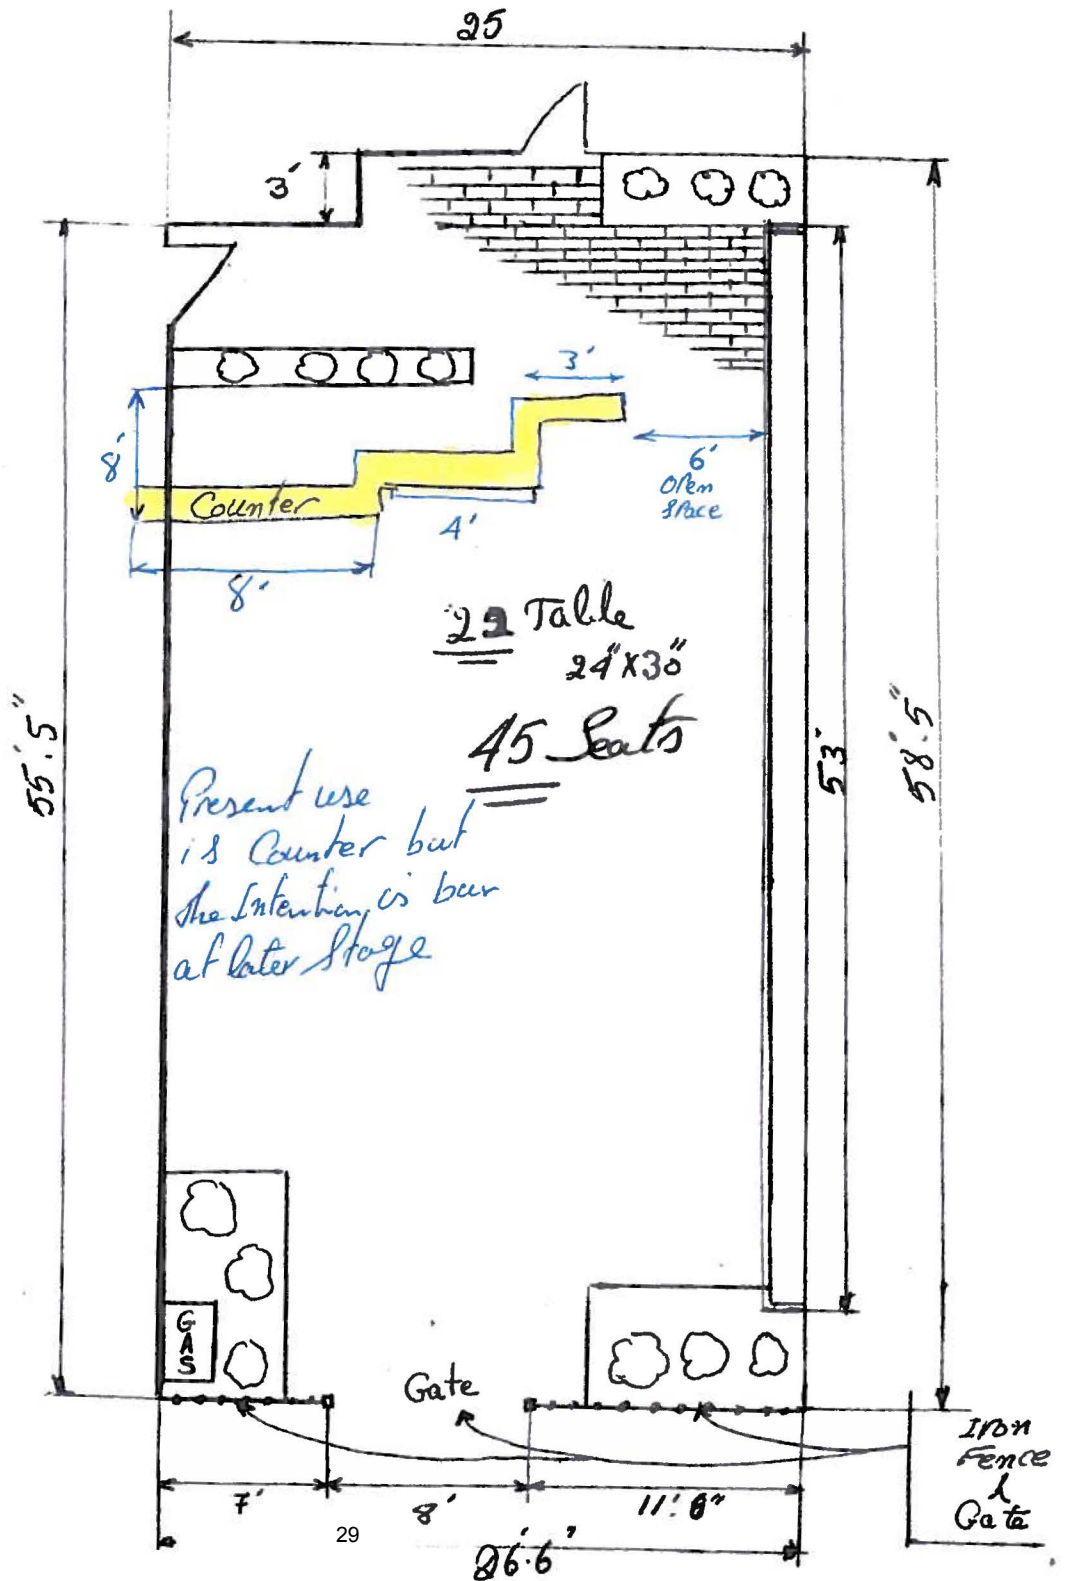 25
3'
3'
8'
Counter
6'
Open
Space
4'
8'
Table
24"X30"
45 Seats
55'.5"
53'
58'.5"
Present use
is Counter but
the Intention is bar
at later Stage
GAS
Gate
Iron
Fence
&
Gate
7'
8'
29